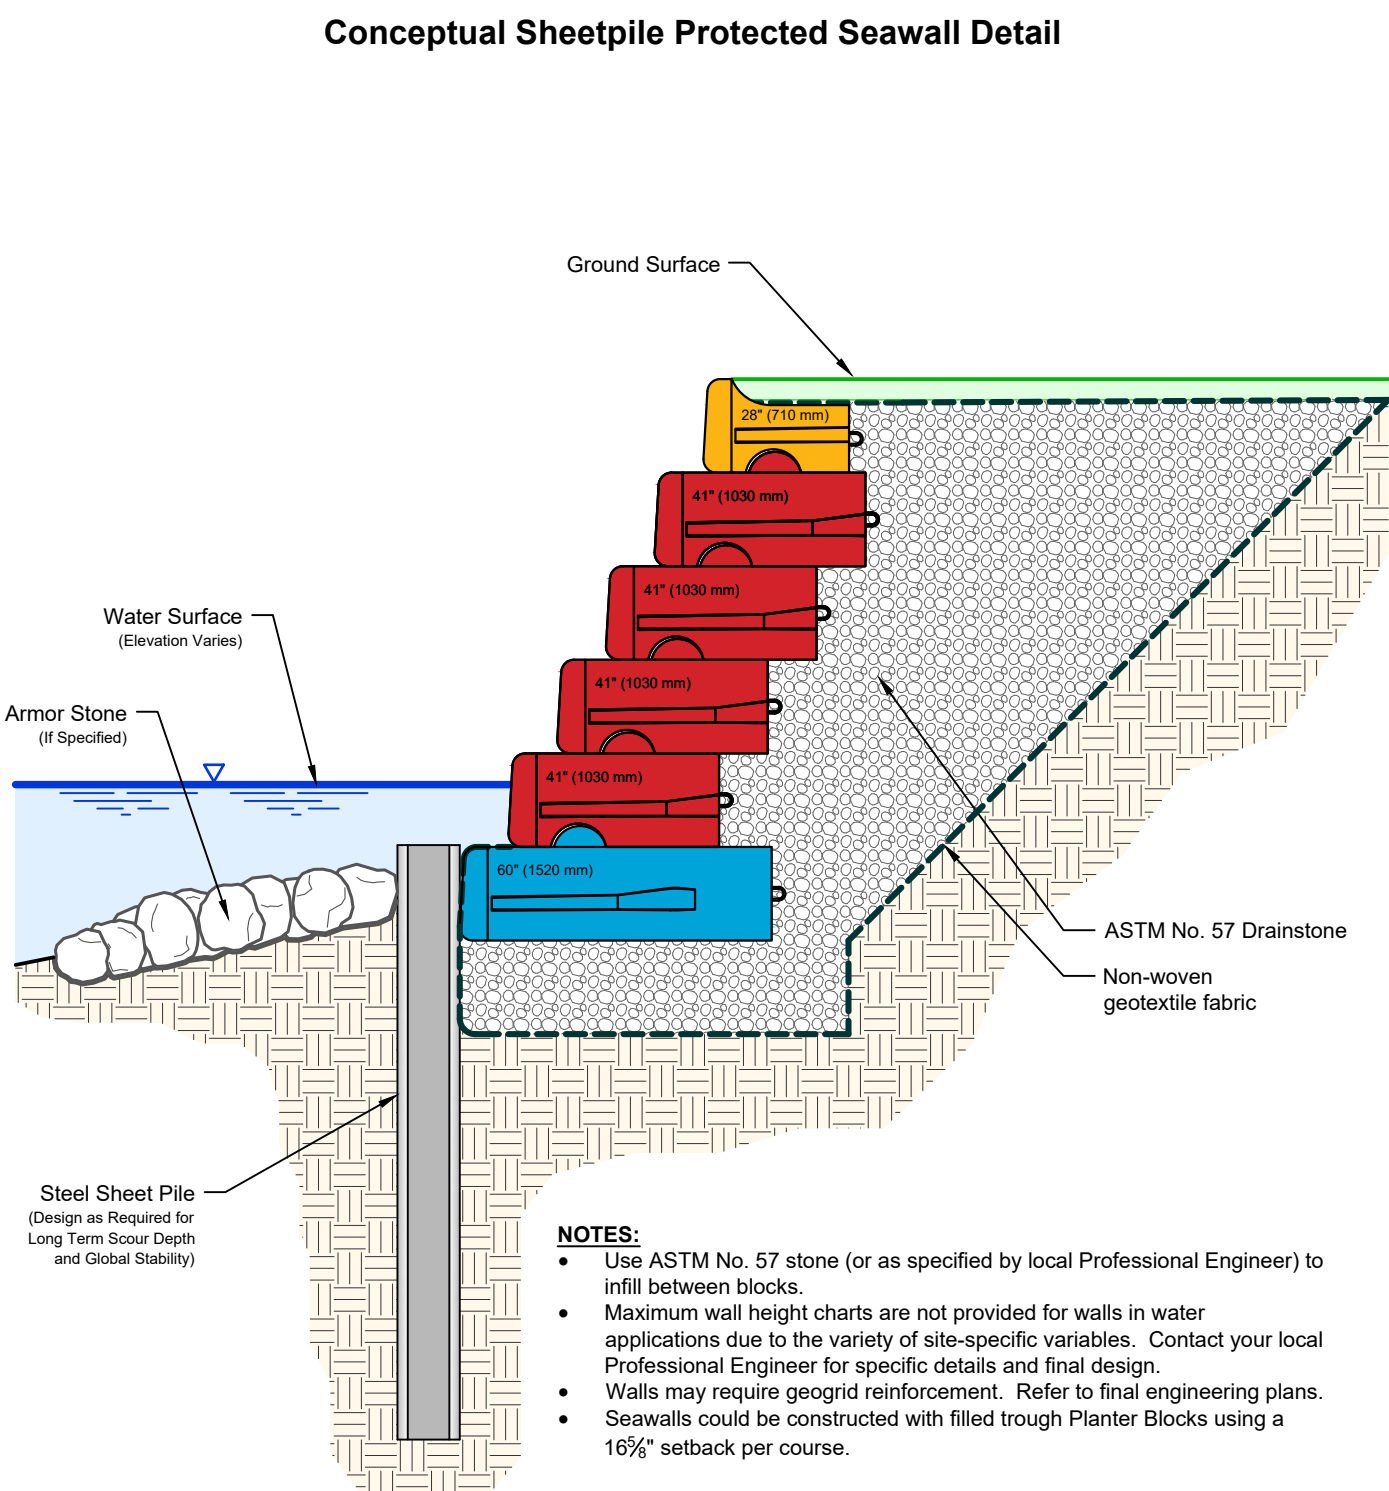 Conceptual Sheetpile Protected Seawall Detail
Ground Surface
28" (710 mm)
41" (1030 mm)
41" (1030 mm)
Water Surface
(Elevation Varies)
41" (1030 mm)
Armor Stone
(If Specified)
41" (1030 mm)
60" (1520 mm)
ASTM No. 57 Drainstone
Non-woven
geotextile fabric
Steel Sheet Pile
(Design as Required for
Long Term Scour Depth
and Global Stability)
NOTES:
• Use ASTM No. 57 stone (or as specified by local Professional Engineer) to
infill between blocks.
• Maximum wall height charts are not provided for walls in water
applications due to the variety of site-specific variables.  Contact your local
Professional Engineer for specific details and final design.
• Walls may require geogrid reinforcement.  Refer to final engineering plans.
• Seawalls could be constructed with filled trough Planter Blocks using a
16⅝" setback per course.